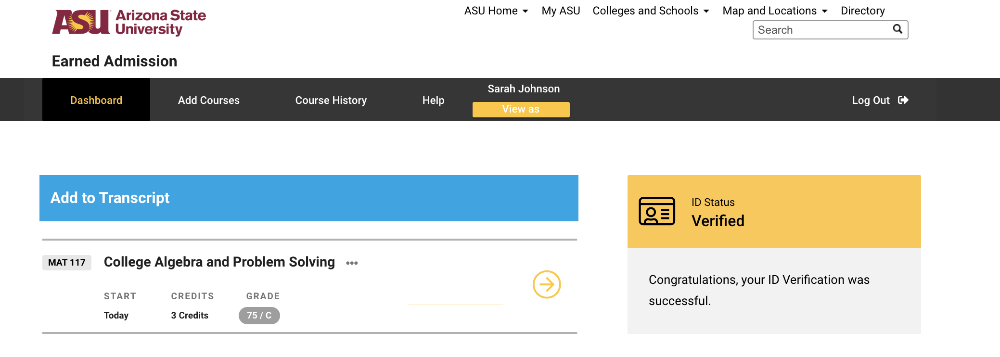 ASU Arizona State University
ASU Home My ASU Colleges and Schools Map and Locations Directory
Search
Earned Admission
Dashboard Add Courses Course History Help Sarah Johnson Log Out
View as
Add to Transcript
ID Status
Verified
MAT 117 College Algebra and Problem Solving
START CREDITS GRADE
Today 3 Credits 75 / C
Congratulations, your ID Verification was
successful.